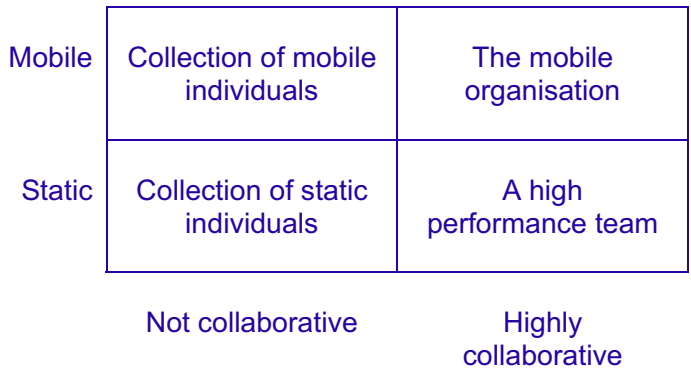 Mobile
Collection of mobile
individuals
The mobile
organisation
Static
Collection of static
individuals
A high
performance team
Not collaborative
Highly
collaborative